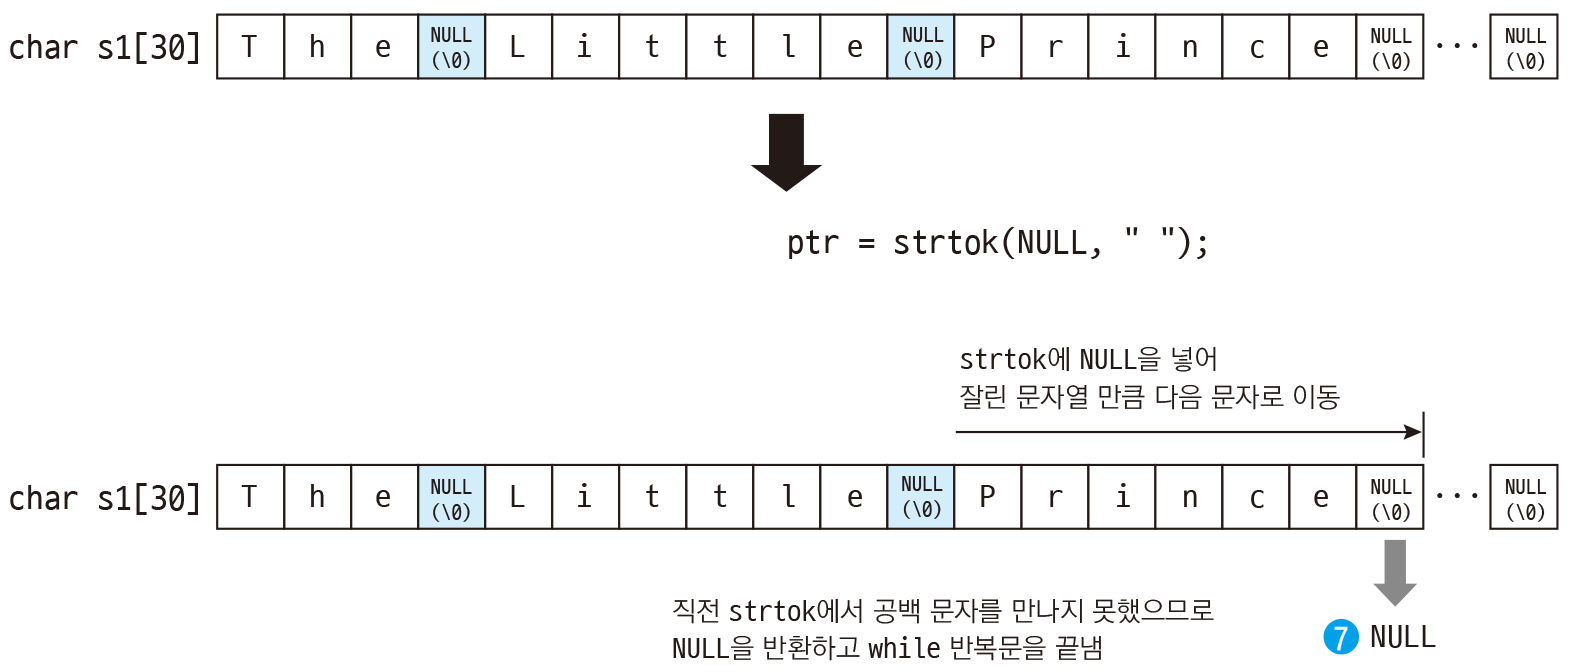 char s1[30] T h e NULL (\0) L i t t l e NULL (\0) P r i n c e NULL (\0) ··· NULL (\0)
ptr = strtok(NULL, " ");
strtok에 NULL을 넣어
잘린 문자열 만큼 다음 문자로 이동
char s1[30] T h e NULL (\0) L i t t l e NULL (\0) P r i n c e NULL (\0) ··· NULL (\0)
직전 strtok에서 공백 문자를 만나지 못했으므로
NULL을 반환하고 while 반복문을 끝냄
7 NULL